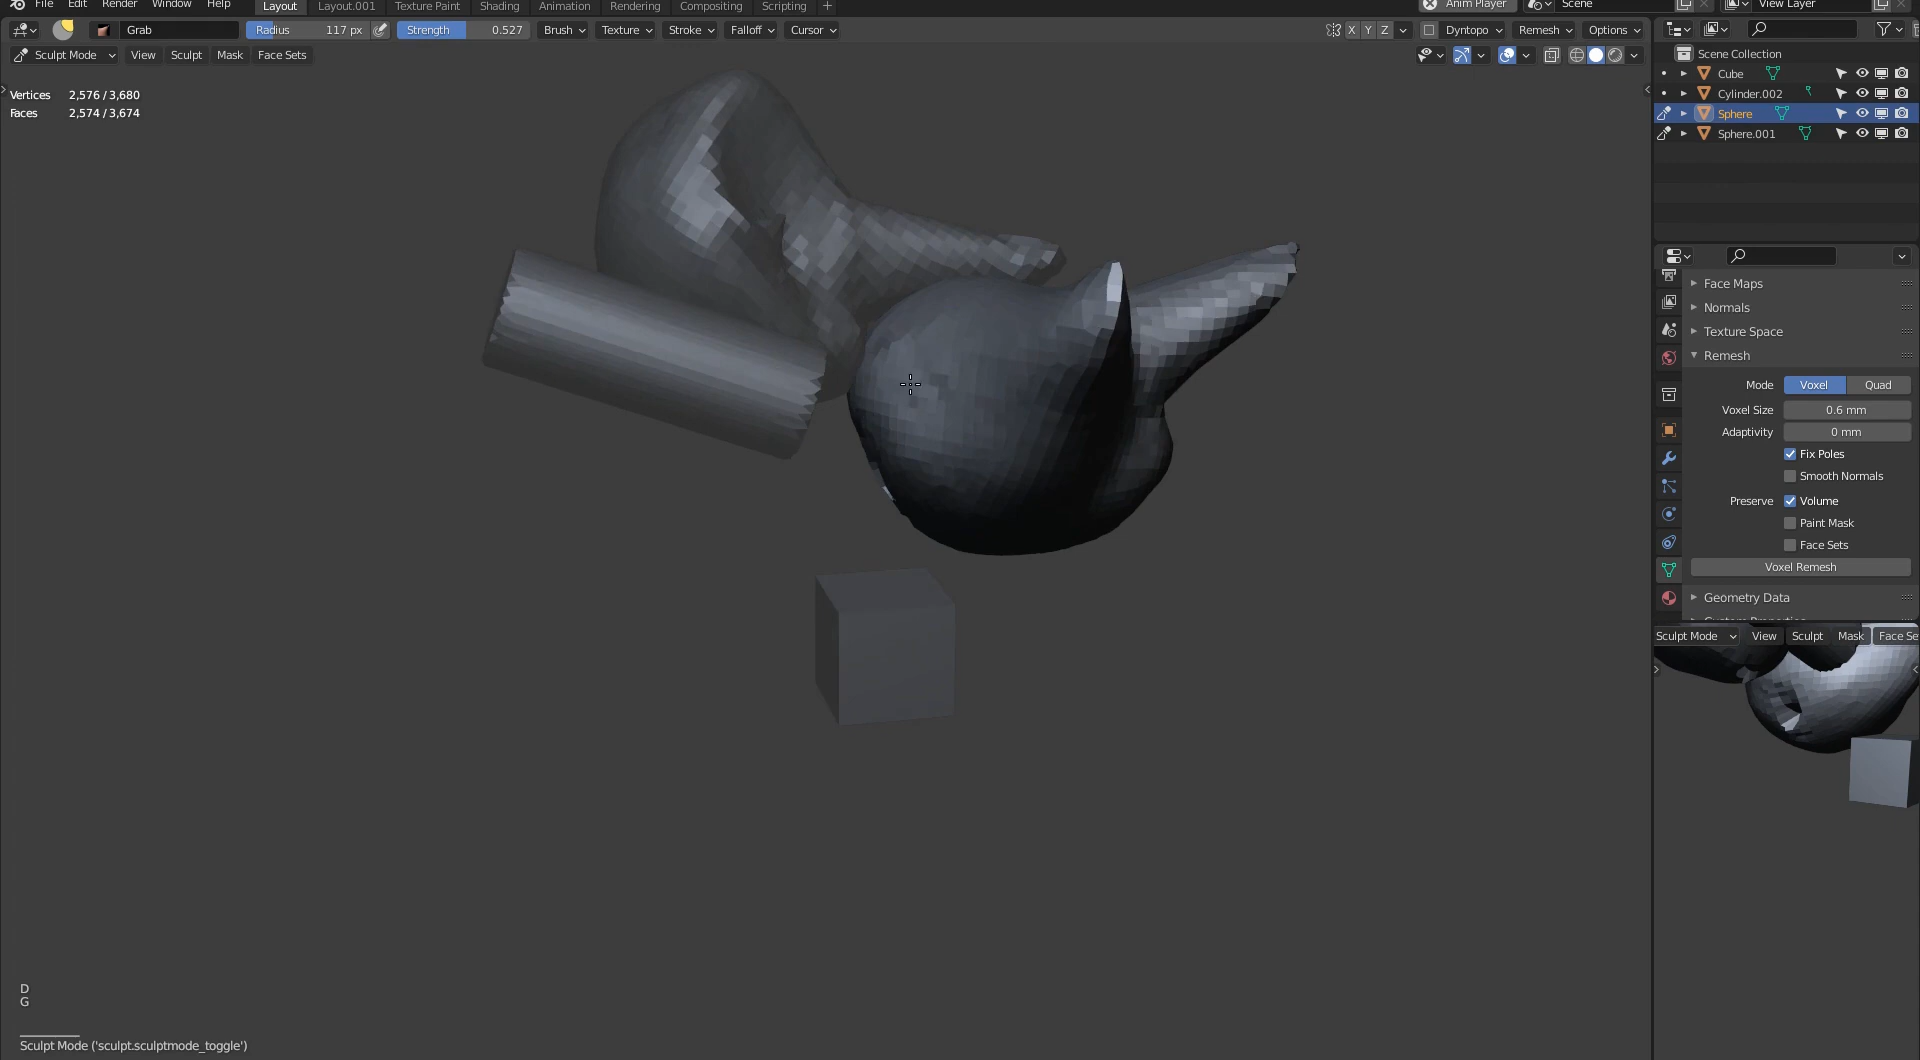 File Edit Render Window Help Layout Layout.001 Texture Paint Shading Animation Rendering Compositing Scripting + Anim Player Scene View Layer
Grab Radius 117 px Strength 0.527 Brush Texture Stroke Falloff Cursor X Y Z Dyntopo Remesh Options
Sculpt Mode View Sculpt Mask Face Sets
Vertices 2,576 / 3,680
Faces 2,574 / 3,674
Scene Collection
Cube
Cylinder.002
Sphere
Sphere.001
Face Maps
Normals
Texture Space
Remesh
Mode Voxel Quad
Voxel Size 0.6 mm
Adaptivity 0 mm
Fix Poles
Smooth Normals
Preserve Volume
Paint Mask
Face Sets
Voxel Remesh
Geometry Data
Sculpt Mode View Sculpt Mask Face Se
D
G
Sculpt Mode ('sculpt.sculptmode_toggle')